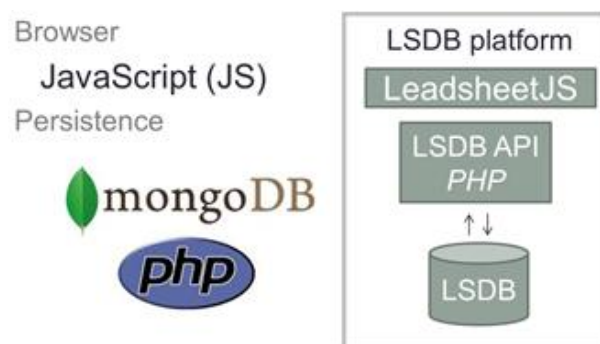 Browser
JavaScript (JS)
Persistence
mongoDB
php
LSDB platform
LeadsheetJS
LSDB API
PHP
LSDB